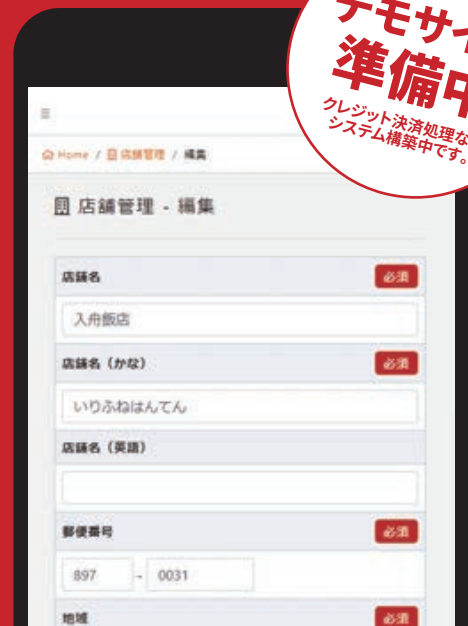 デモサイ
準備中
クレジット決済処理な
システム構築中です。
Home / 店舗管理 / 編集
店舗管理 - 編集
店舗名
必須
入舟飯店
店舗名（かな）
必須
いりふねはんてん
店舗名（英語）
郵便番号
必須
897 - 0031
地域
必須